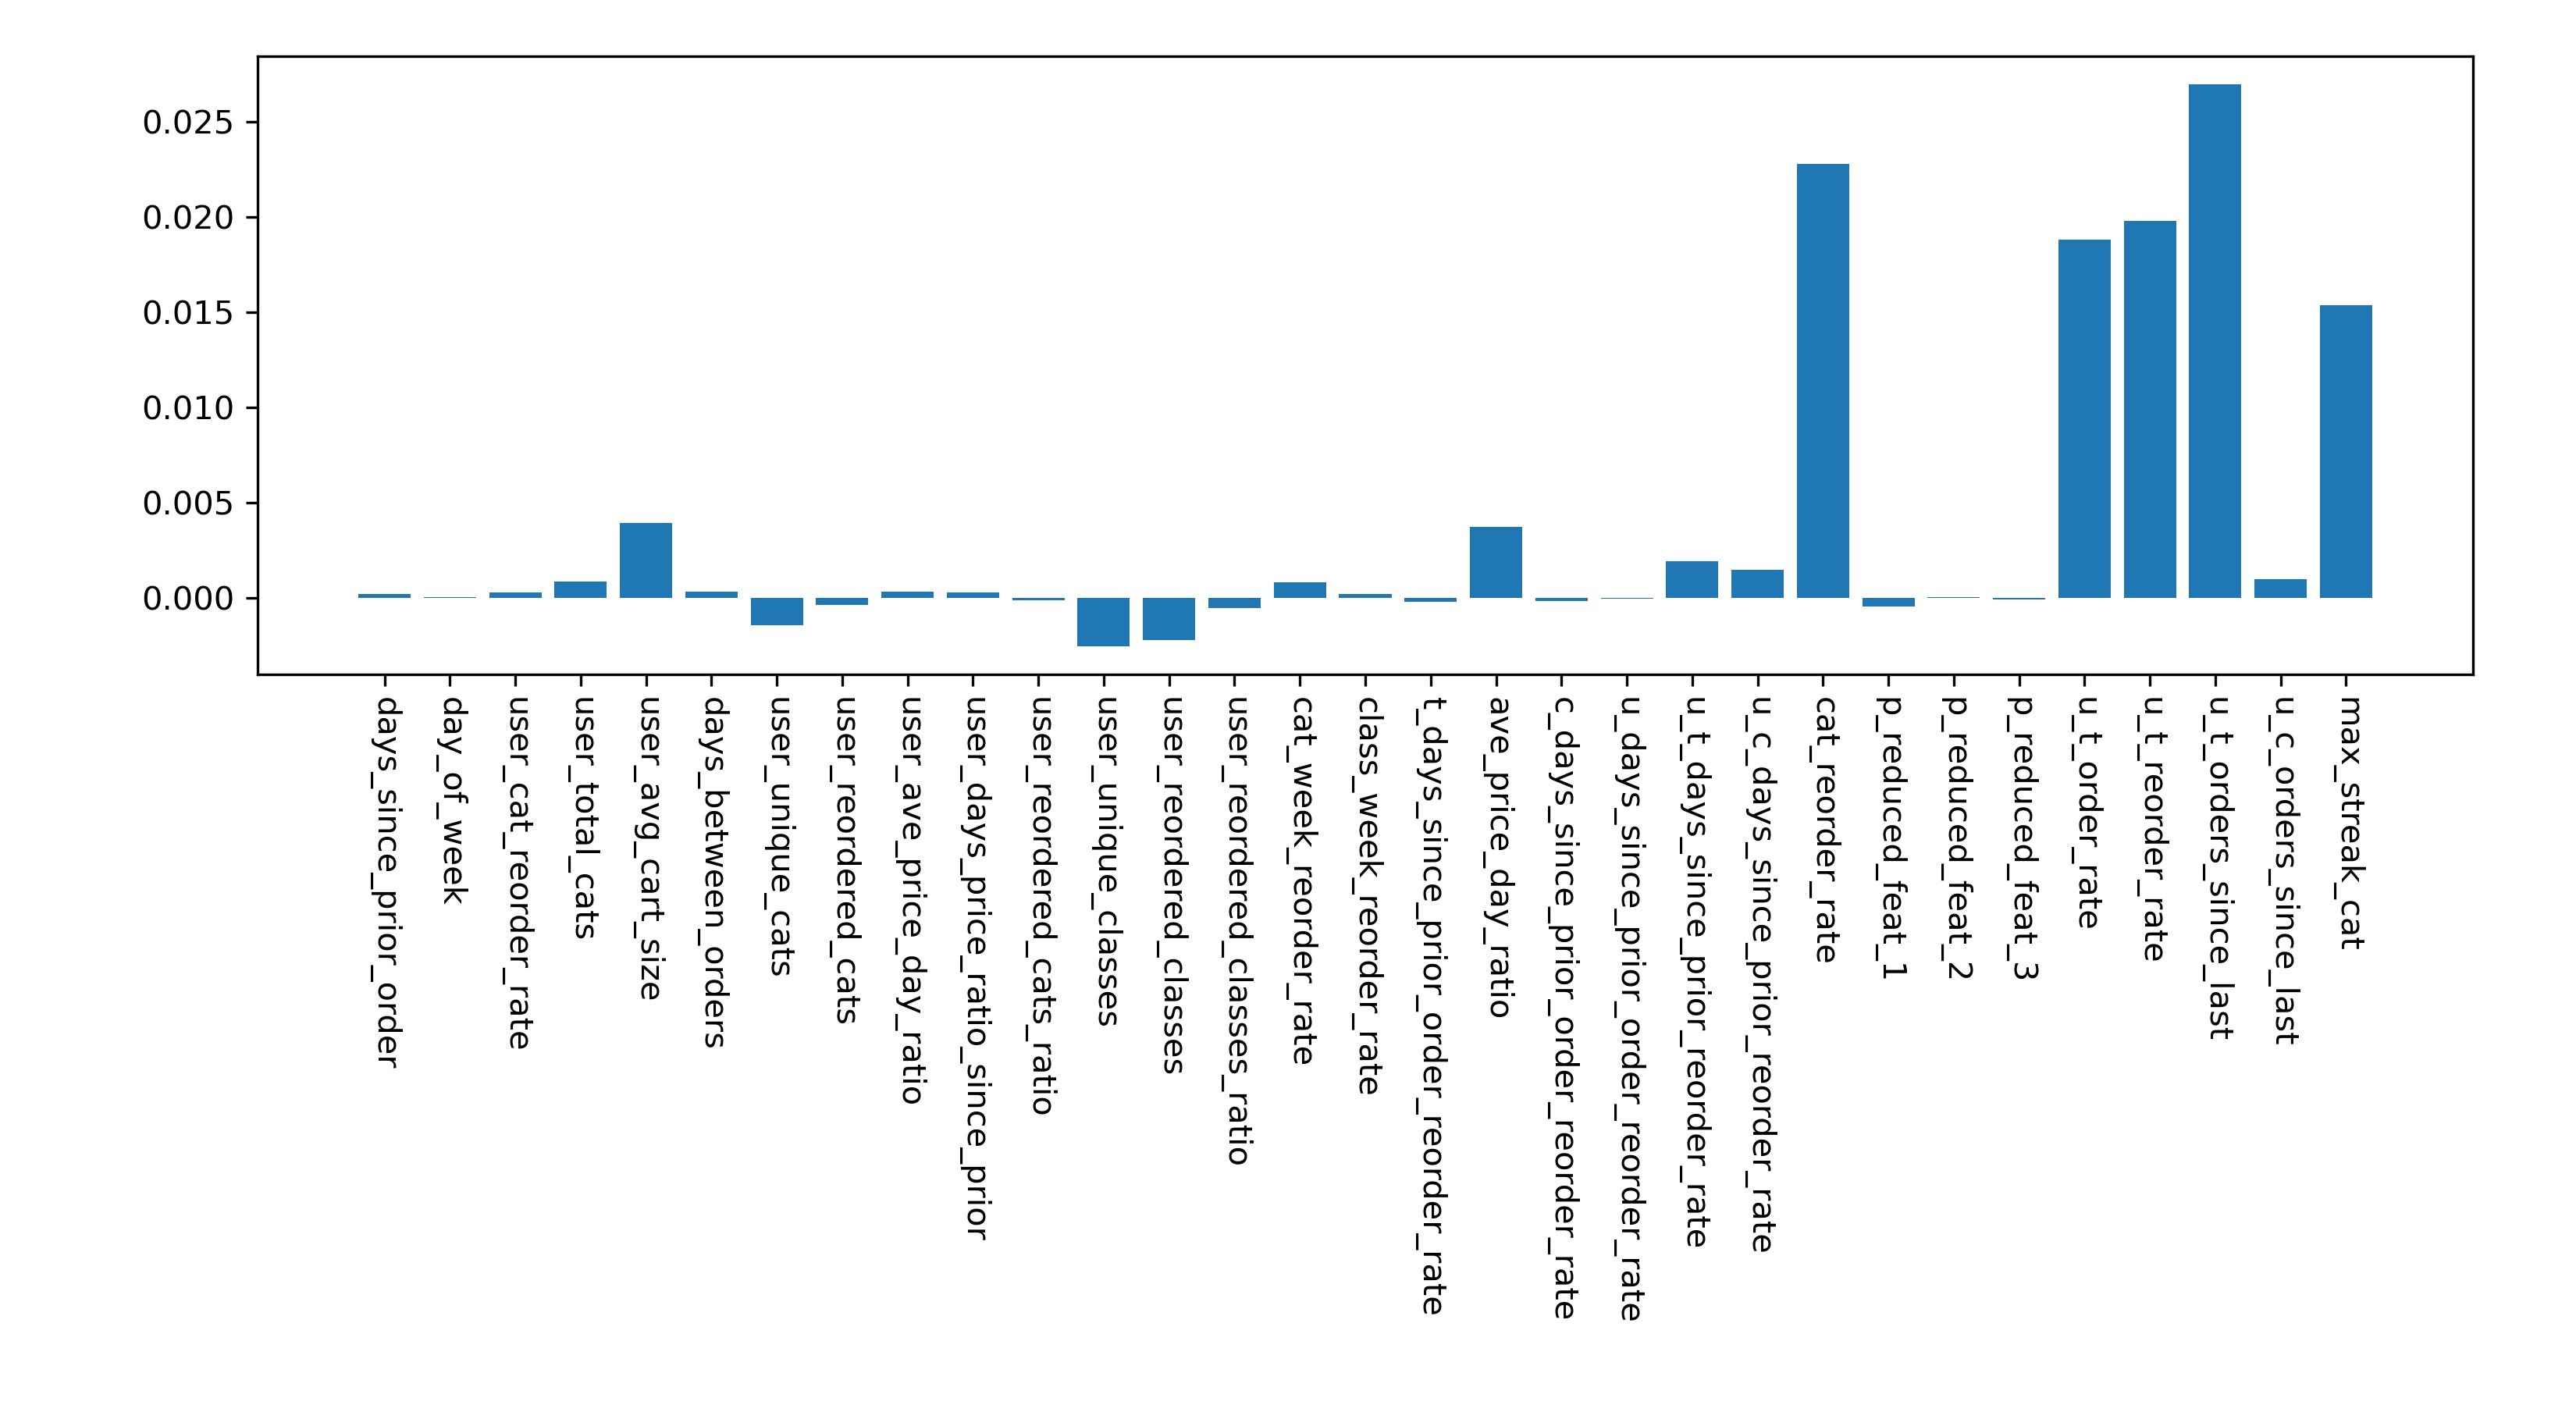 0.025
0.020
0.015
0.010
0.005
0.000
days_since_prior_order
day_of_week
user_cat_reorder_rate
user_total_cats
user_avg_cart_size
days_between_orders
user_unique_cats
user_reordered_cats
user_ave_price_day_ratio
user_days_price_ratio_since_prior
user_reordered_cats_ratio
user_unique_classes
user_reordered_classes
user_reordered_classes_ratio
cat_week_reorder_rate
class_week_reorder_rate
t_days_since_prior_order_reorder_rate
ave_price_day_ratio
c_days_since_prior_order_reorder_rate
u_days_since_prior_order_reorder_rate
u_t_days_since_prior_reorder_rate
u_c_days_since_prior_reorder_rate
cat_reorder_rate
p_reduced_feat_1
p_reduced_feat_2
p_reduced_feat_3
u_t_order_rate
u_t_reorder_rate
u_t_orders_since_last
u_c_orders_since_last
max_streak_cat